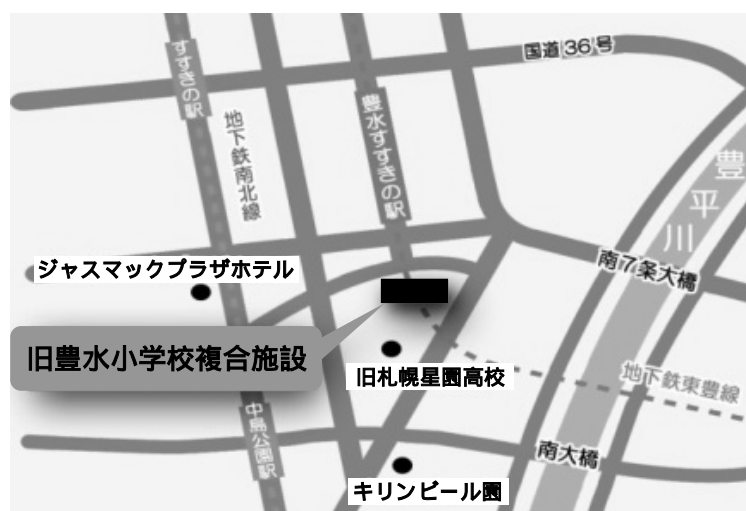 国道36号
すすきの駅
地下鉄南北線
豊水すすきの駅
豊平川
ジャスマックプラザホテル
南7条大橋
旧豊水小学校複合施設
旧札幌星園高校
地下鉄東豊線
中島公園駅
南大橋
キリンビール園